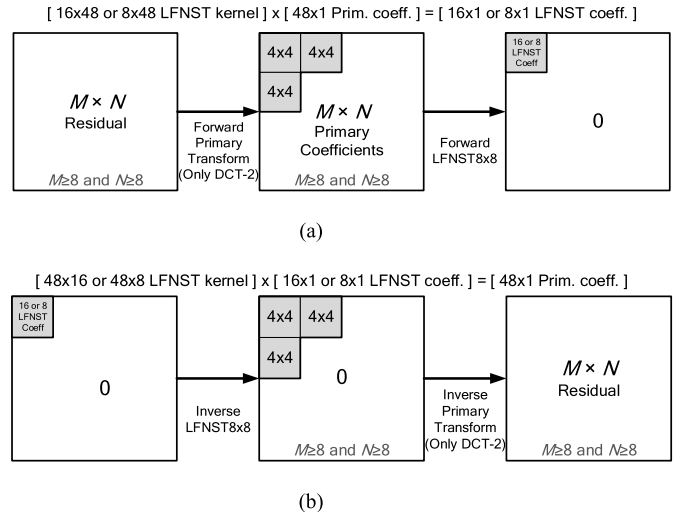 [ 16x48 or 8x48 LFNST kernel ] x [ 48x1 Prim. coeff. ] = [ 16x1 or 8x1 LFNST coeff. ]
M × N
Residual
M≥8 and N≥8
Forward
Primary
Transform
(Only DCT-2)
4x4 4x4
4x4
M × N
Primary
Coefficients
M≥8 and N≥8
Forward
LFNST8x8
16 or 8
LFNST
Coeff
0
(a)
[ 48x16 or 48x8 LFNST kernel ] x [ 16x1 or 8x1 LFNST coeff. ] = [ 48x1 Prim. coeff. ]
16 or 8
LFNST
Coeff
0
Inverse
LFNST8x8
4x4 4x4
4x4
0
M≥8 and N≥8
Inverse
Primary
Transform
(Only DCT-2)
M × N
Residual
M≥8 and N≥8
(b)